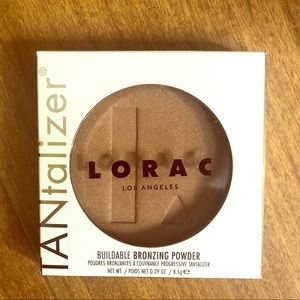 TANtalizer®
LORAC
LOS ANGELES
BUILDABLE BRONZING POWDER
POUDRES BRONZANTES À COUVRANCE PROGRESSIVE TANTALIZER
NET WT. / POIDS NET 0.29 OZ. / 8.5g ℮